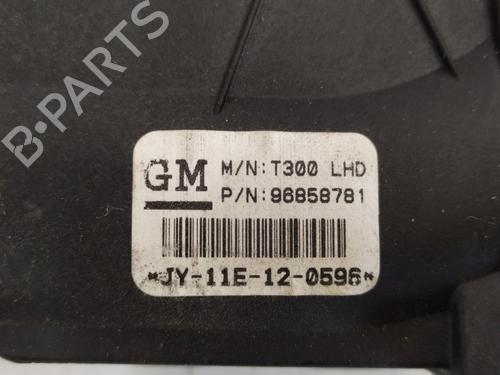 B-PARTS
GM
M/N:T300 LHD
P/N:96858781
*JY-11E-12-0596*